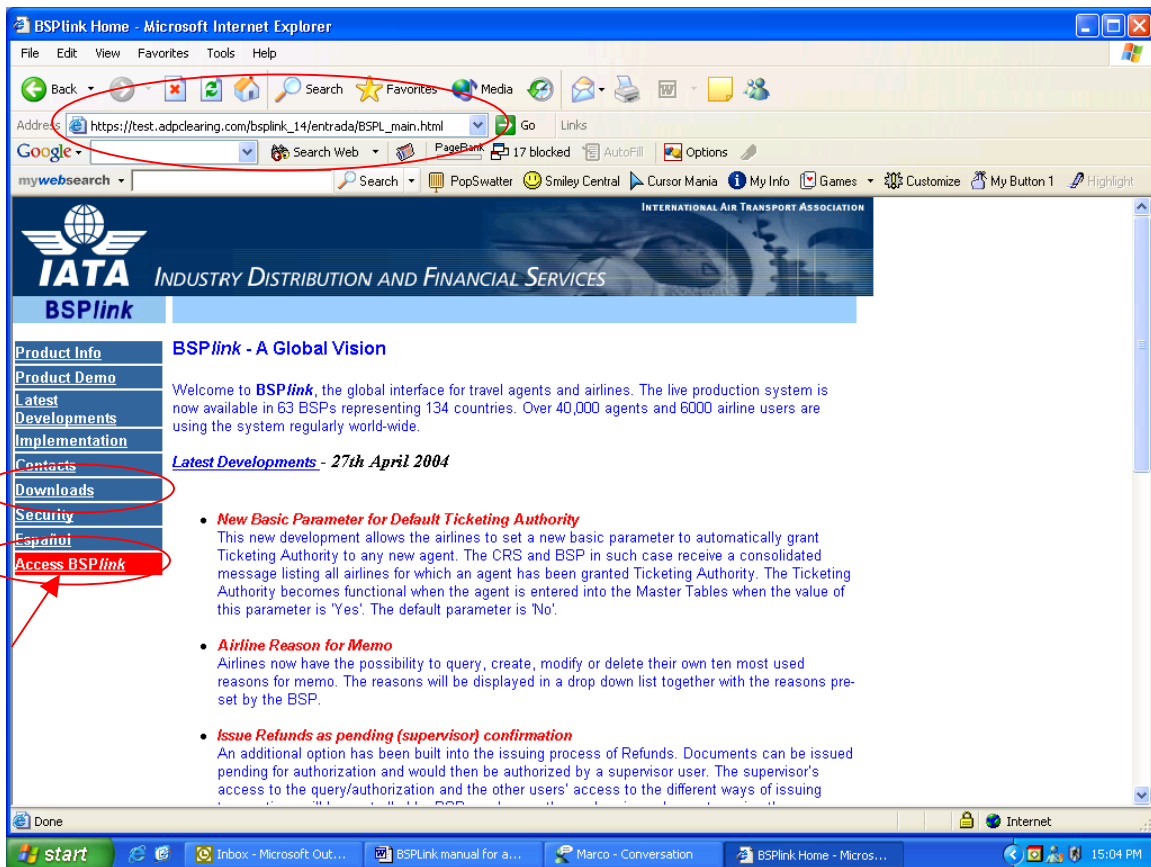 BSPlink Home - Microsoft Internet Explorer
File Edit View Favorites Tools Help
Back Search Favorites Media
Address https://test.adpclearing.com/bsplink_14/entrada/BSPL_main.html Go Links
Google Search Web PageRank 17 blocked AutoFill Options
mywebsearch Search PopSwatter Smiley Central Cursor Mania My Info Games Customize My Button 1 Highlight
INTERNATIONAL AIR TRANSPORT ASSOCIATION
IATA INDUSTRY DISTRIBUTION AND FINANCIAL SERVICES
BSPlink
Product Info
Product Demo
Latest
Developments
Implementation
Contacts
Downloads
Security
Español
Access BSPlink
BSPlink - A Global Vision
Welcome to BSPlink, the global interface for travel agents and airlines. The live production system is
now available in 63 BSPs representing 134 countries. Over 40,000 agents and 6000 airline users are
using the system regularly world-wide.
Latest Developments - 27th April 2004
New Basic Parameter for Default Ticketing Authority
This new development allows the airlines to set a new basic parameter to automatically grant
Ticketing Authority to any new agent. The CRS and BSP in such case receive a consolidated
message listing all airlines for which an agent has been granted Ticketing Authority. The Ticketing
Authority becomes functional when the agent is entered into the Master Tables when the value of
this parameter is 'Yes'. The default parameter is 'No'.
Airline Reason for Memo
Airlines now have the possibility to query, create, modify or delete their own ten most used
reasons for memo. The reasons will be displayed in a drop down list together with the reasons pre-
set by the BSP.
Issue Refunds as pending (supervisor) confirmation
An additional option has been built into the issuing process of Refunds. Documents can be issued
pending for authorization and would then be authorized by a supervisor user. The supervisor's
access to the query/authorization and the other users' access to the different ways of issuing
Done Internet
start Inbox - Microsoft Out... BSPLink manual for a... Marco - Conversation BSPlink Home - Micros... 15:04 PM